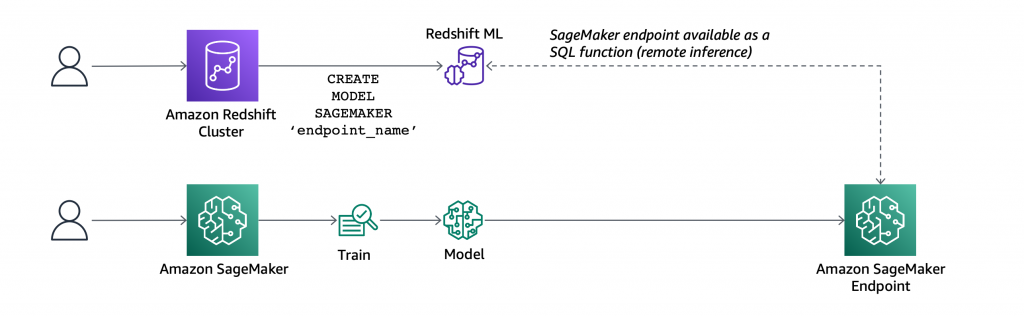 Redshift ML
SageMaker endpoint available as a
SQL function (remote inference)
Amazon Redshift
Cluster
CREATE
MODEL
SAGEMAKER
‘endpoint_name’
Amazon SageMaker
Train
Model
Amazon SageMaker
Endpoint